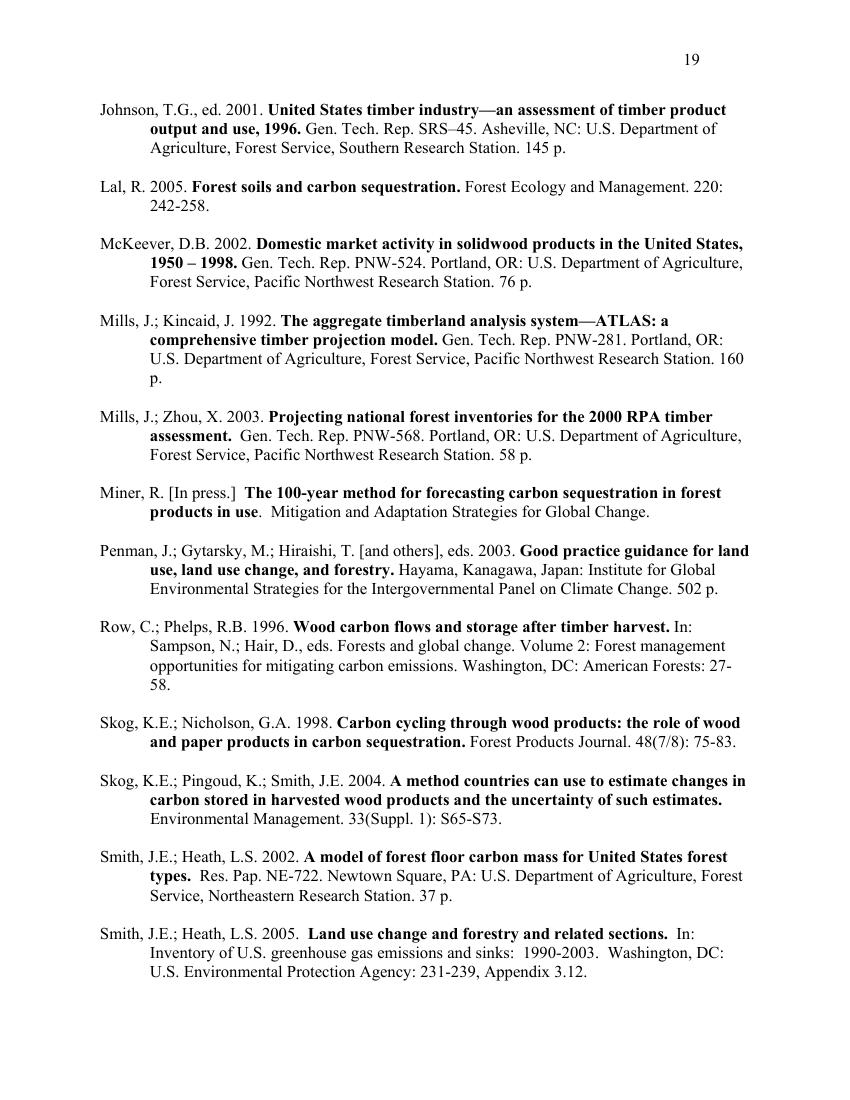 19
Johnson, T.G., ed. 2001. United States timber industry—an assessment of timber product
output and use, 1996. Gen. Tech. Rep. SRS–45. Asheville, NC: U.S. Department of
Agriculture, Forest Service, Southern Research Station. 145 p.
Lal, R. 2005. Forest soils and carbon sequestration. Forest Ecology and Management. 220:
242-258.
McKeever, D.B. 2002. Domestic market activity in solidwood products in the United States,
1950 – 1998. Gen. Tech. Rep. PNW-524. Portland, OR: U.S. Department of Agriculture,
Forest Service, Pacific Northwest Research Station. 76 p.
Mills, J.; Kincaid, J. 1992. The aggregate timberland analysis system—ATLAS: a
comprehensive timber projection model. Gen. Tech. Rep. PNW-281. Portland, OR:
U.S. Department of Agriculture, Forest Service, Pacific Northwest Research Station. 160
p.
Mills, J.; Zhou, X. 2003. Projecting national forest inventories for the 2000 RPA timber
assessment.  Gen. Tech. Rep. PNW-568. Portland, OR: U.S. Department of Agriculture,
Forest Service, Pacific Northwest Research Station. 58 p.
Miner, R. [In press.]  The 100-year method for forecasting carbon sequestration in forest
products in use.  Mitigation and Adaptation Strategies for Global Change.
Penman, J.; Gytarsky, M.; Hiraishi, T. [and others], eds. 2003. Good practice guidance for land
use, land use change, and forestry. Hayama, Kanagawa, Japan: Institute for Global
Environmental Strategies for the Intergovernmental Panel on Climate Change. 502 p.
Row, C.; Phelps, R.B. 1996. Wood carbon flows and storage after timber harvest. In:
Sampson, N.; Hair, D., eds. Forests and global change. Volume 2: Forest management
opportunities for mitigating carbon emissions. Washington, DC: American Forests: 27-
58.
Skog, K.E.; Nicholson, G.A. 1998. Carbon cycling through wood products: the role of wood
and paper products in carbon sequestration. Forest Products Journal. 48(7/8): 75-83.
Skog, K.E.; Pingoud, K.; Smith, J.E. 2004. A method countries can use to estimate changes in
carbon stored in harvested wood products and the uncertainty of such estimates.
Environmental Management. 33(Suppl. 1): S65-S73.
Smith, J.E.; Heath, L.S. 2002. A model of forest floor carbon mass for United States forest
types.  Res. Pap. NE-722. Newtown Square, PA: U.S. Department of Agriculture, Forest
Service, Northeastern Research Station. 37 p.
Smith, J.E.; Heath, L.S. 2005.  Land use change and forestry and related sections.  In:
Inventory of U.S. greenhouse gas emissions and sinks:  1990-2003.  Washington, DC:
U.S. Environmental Protection Agency: 231-239, Appendix 3.12.